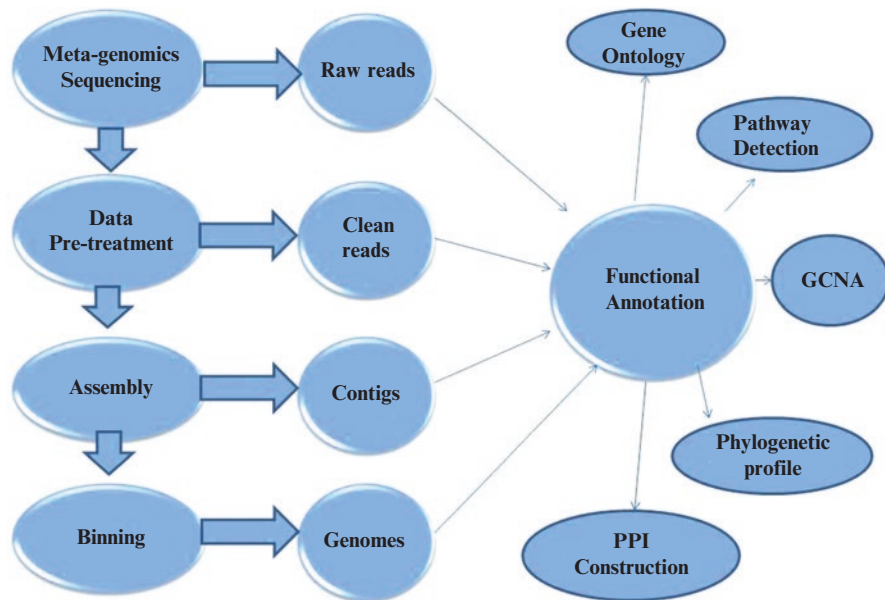 Meta-genomics
Sequencing
Raw reads
Data
Pre-treatment
Clean
reads
Assembly
Contigs
Binning
Genomes
Functional
Annotation
Gene
Ontology
Pathway
Detection
GCNA
Phylogenetic
profile
PPI
Construction